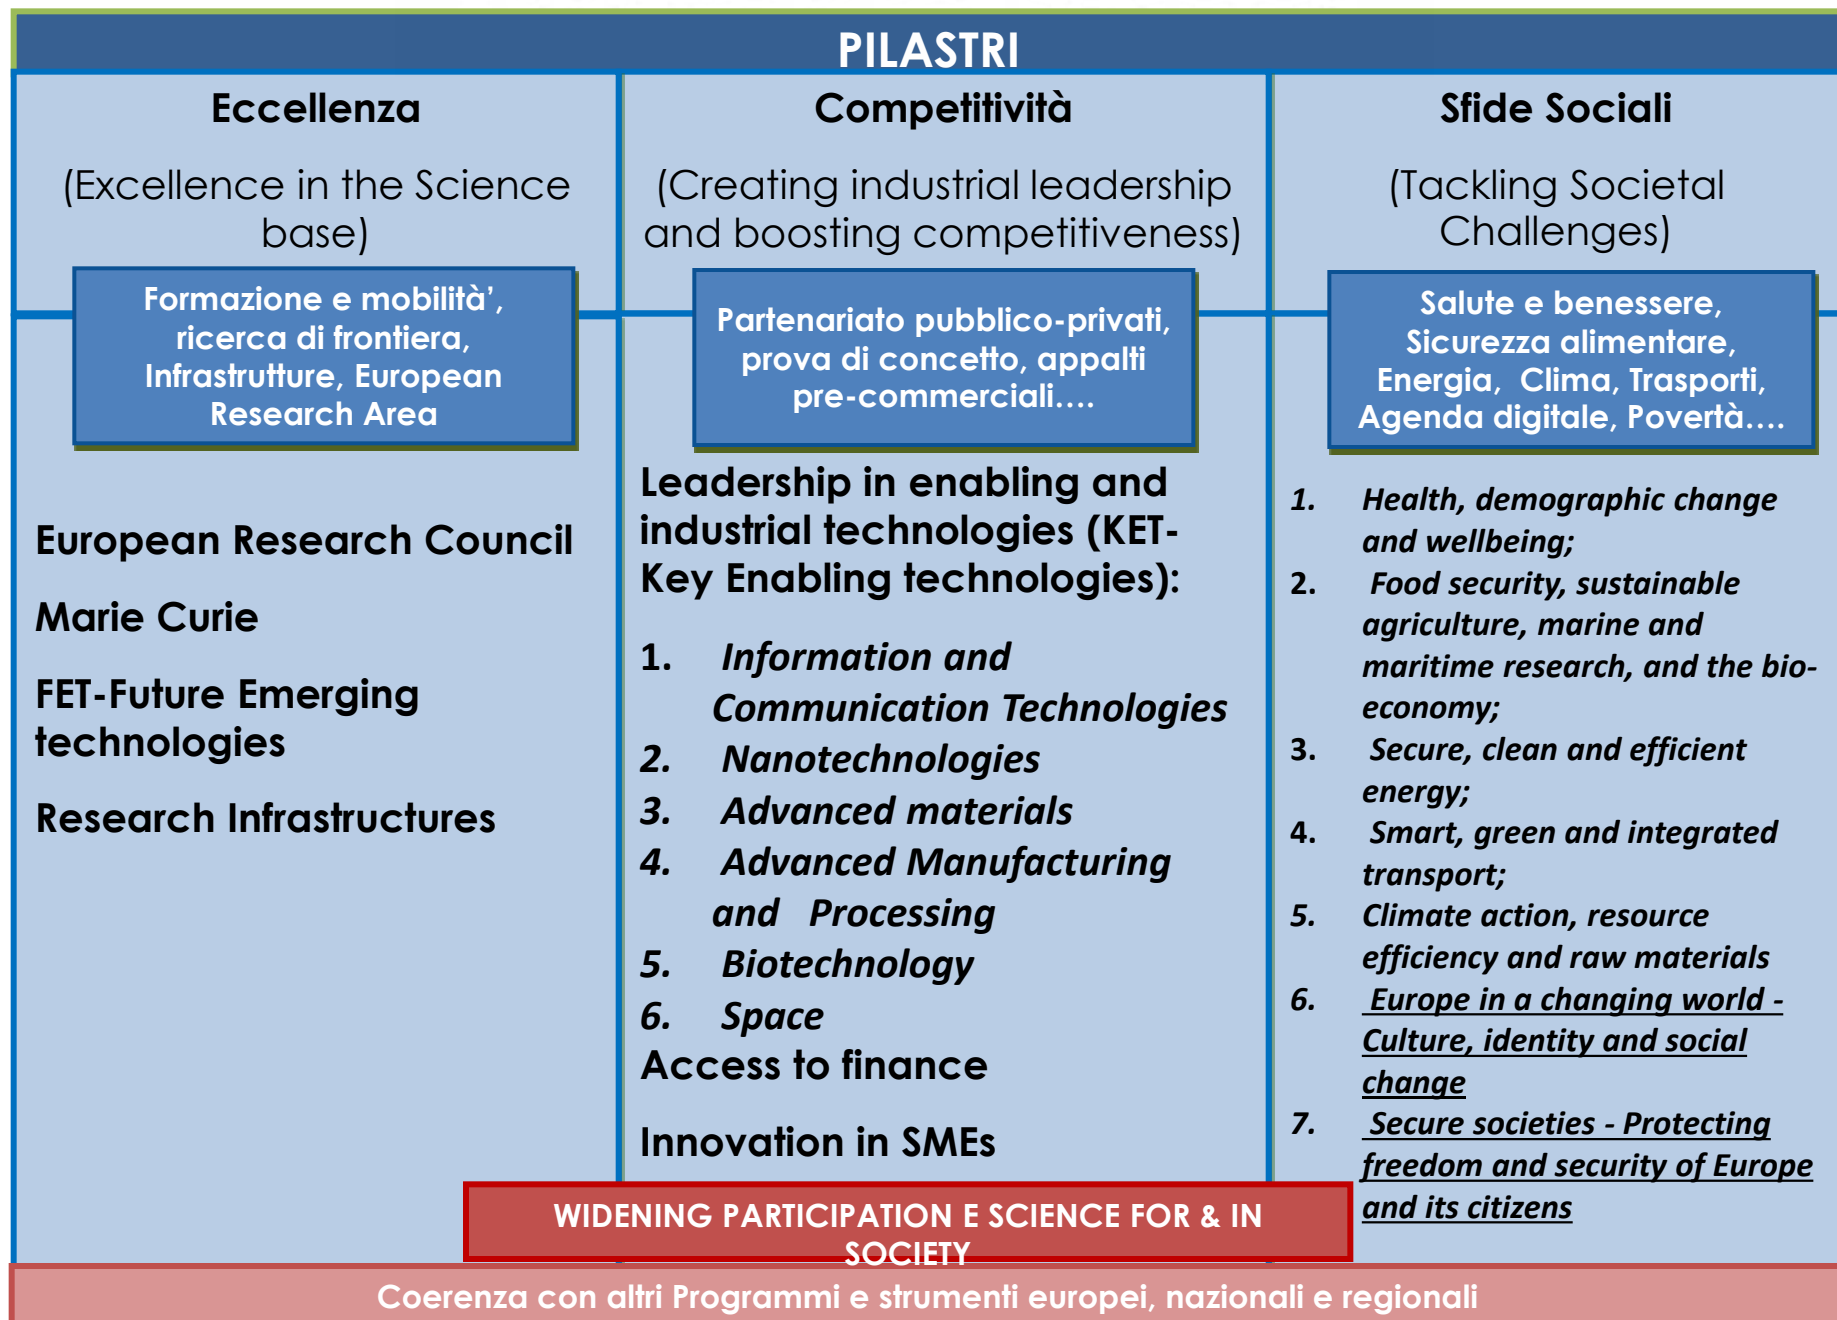 PILASTRI
Eccellenza
(Excellence in the Science
base)
Formazione e mobilità’,
ricerca di frontiera,
Infrastrutture, European
Research Area
European Research Council
Marie Curie
FET-Future Emerging
technologies
Research Infrastructures
Competitività
(Creating industrial leadership
and boosting competitiveness)
Partenariato pubblico-privati,
prova di concetto, appalti
pre-commerciali….
Leadership in enabling and
industrial technologies (KET-
Key Enabling technologies):
1. Information and
Communication Technologies
2. Nanotechnologies
3. Advanced materials
4. Advanced Manufacturing
and Processing
5. Biotechnology
6. Space
Access to finance
Innovation in SMEs
Sfide Sociali
(Tackling Societal
Challenges)
Salute e benessere,
Sicurezza alimentare,
Energia, Clima, Trasporti,
Agenda digitale, Povertà….
1. Health, demographic change
and wellbeing;
2. Food security, sustainable
agriculture, marine and
maritime research, and the bio-
economy;
3. Secure, clean and efficient
energy;
4. Smart, green and integrated
transport;
5. Climate action, resource
efficiency and raw materials
6. Europe in a changing world -
Culture, identity and social
change
7. Secure societies - Protecting
freedom and security of Europe
and its citizens
WIDENING PARTICIPATION E SCIENCE FOR & IN
SOCIETY
Coerenza con altri Programmi e strumenti europei, nazionali e regionali